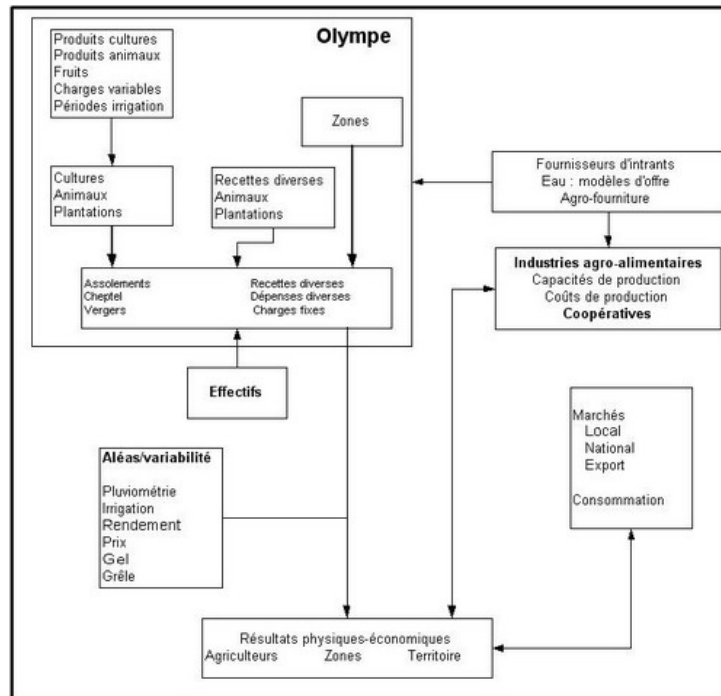 Olympe
Produits cultures
Produits animaux
Fruits
Charges variables
Périodes irrigation
Zones
Cultures
Animaux
Plantations
Recettes diverses
Animaux
Plantations
Fournisseurs d'intrants
Eau : modèles d'offre
Agro-fourniture
Assolements Recettes diverses
Cheptel Dépenses diverses
Vergers Charges fixes
Industries agro-alimentaires
Capacités de production
Coûts de production
Coopératives
Effectifs
Marchés
Local
National
Export
Consommation
Aléas/variabilité
Pluviométrie
Irrigation
Rendement
Prix
Gel
Grêle
Résultats physiques-économiques
Agriculteurs Zones Territoire